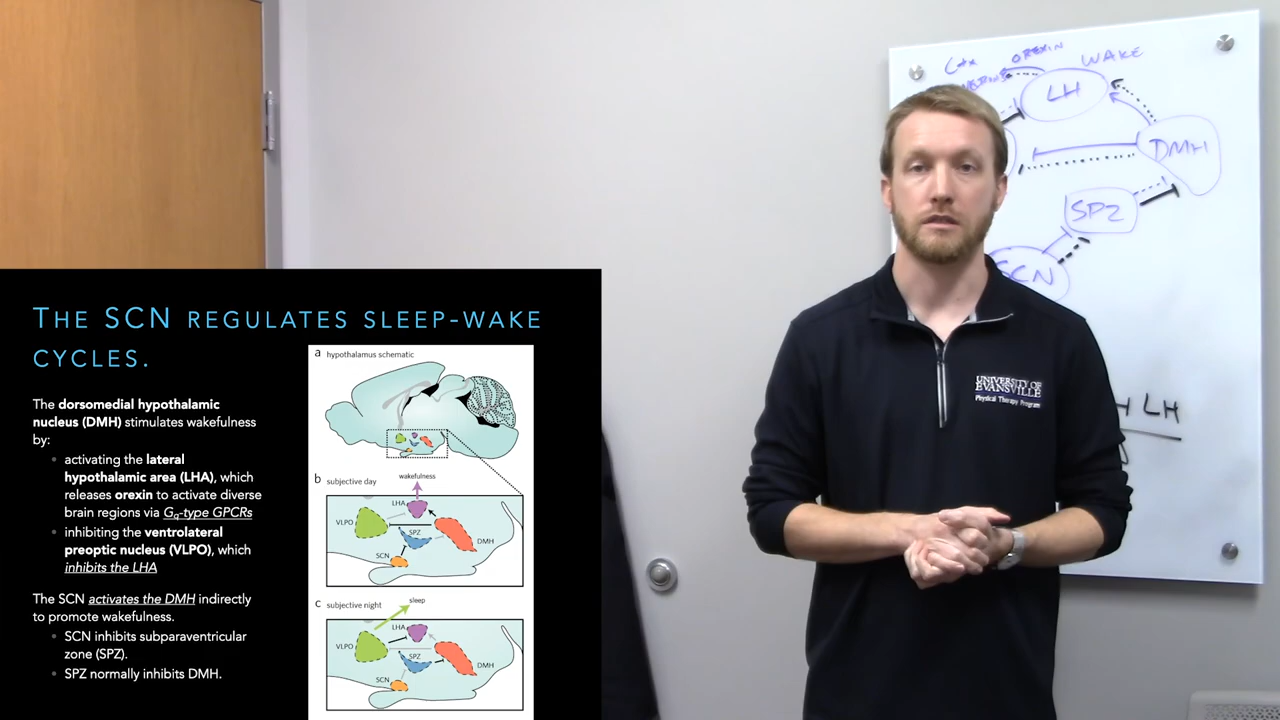 THE SCN REGULATES SLEEP-WAKE
CYCLES.
The dorsomedial hypothalamic
nucleus (DMH) stimulates wakefulness
by:
• activating the lateral
hypothalamic area (LHA), which
releases orexin to activate diverse
brain regions via Gq-type GPCRs
• inhibiting the ventrolateral
preoptic nucleus (VLPO), which
inhibits the LHA
The SCN activates the DMH indirectly
to promote wakefulness.
• SCN inhibits subparaventricular
zone (SPZ).
• SPZ normally inhibits DMH.
a hypothalamus schematic
b subjective day
wakefulness
LHA
VLPO
SPZ
DMH
SCN
c subjective night
sleep
LHA
VLPO
SPZ
DMH
SCN
OREXIN WAKE
LH
DMH
SPZ
SCN
LH
UNIVERSITY OF
EVANSVILLE
Physical Therapy Program